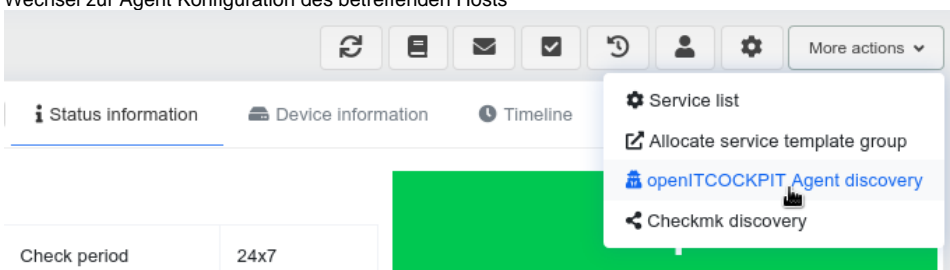 Wechsel zur Agent Konfiguration des betreffenden Hosts
More actions
Status information
Device information
Timeline
Service list
Allocate service template group
openITCOCKPIT Agent discovery
Checkmk discovery
Check period
24x7